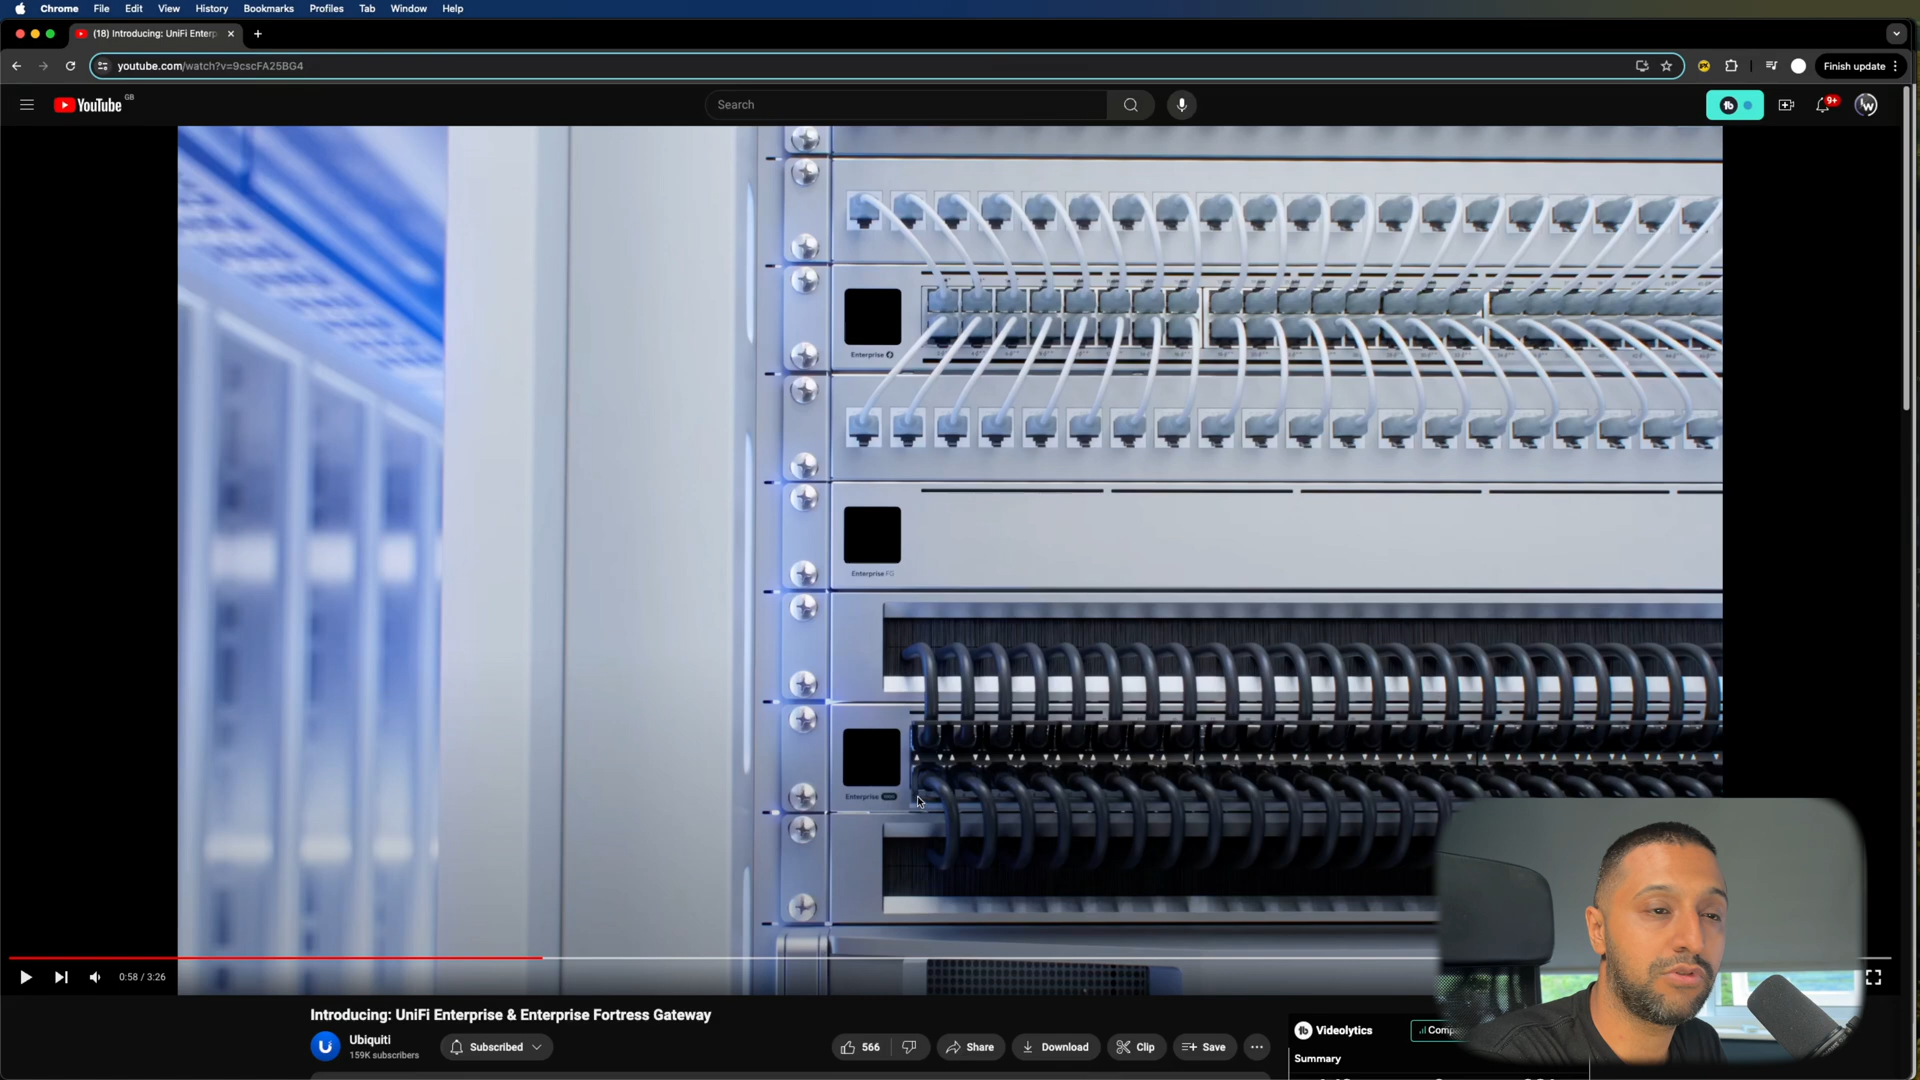 Chrome File Edit View History Bookmarks Profiles Tab Window Help
(18) Introducing: UniFi Enterp
youtube.com/watch?v=9cscFA25BG4
Finish update
YouTube GB
Search
9+
Enterprise
Enterprise FG
Enterprise
0:58 / 3:26
Introducing: UniFi Enterprise & Enterprise Fortress Gateway
Ubiquiti
159K subscribers
Subscribed
566
Share
Download
Clip
Save
Videolytics
Comp
Summary